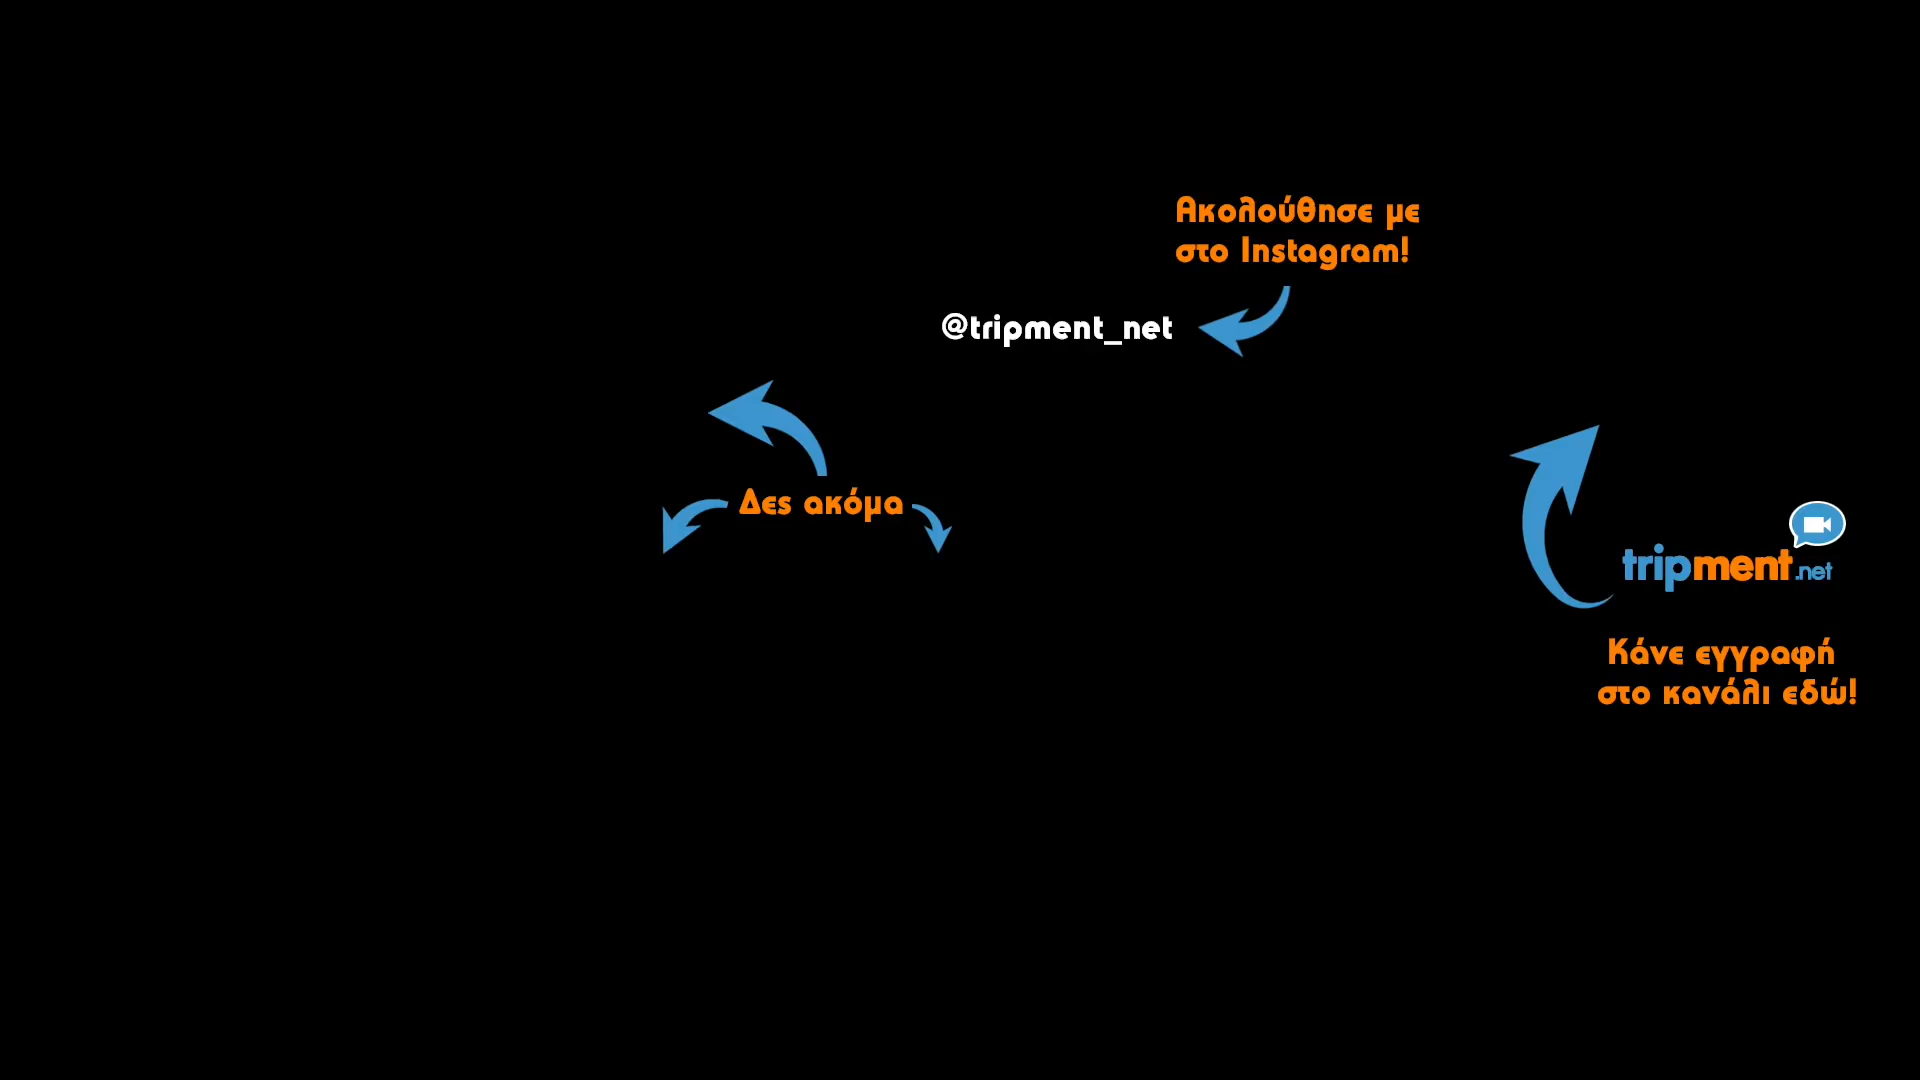 Ακολούθησε με
στο Instagram!
@tripment_net
Δες ακόμα
tripment.net
Κάνε εγγραφή
στο κανάλι εδώ!